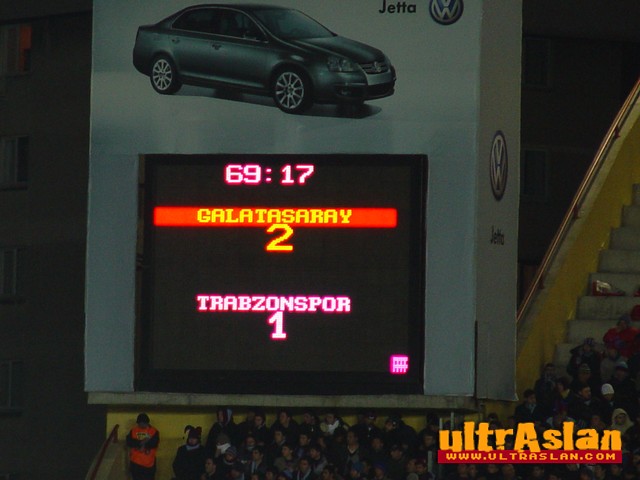 Jetta
69:17
GALATASARAY
2
TRABZONSPOR
1
Jetta
ultrAslan
WWW.ULTRASLAN.COM